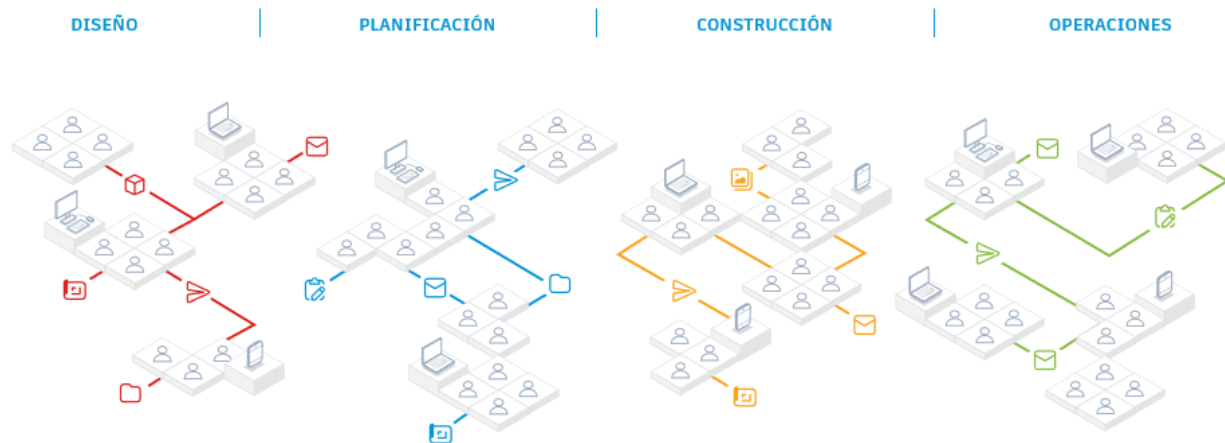 DISEÑO
PLANIFICACIÓN
CONSTRUCCIÓN
OPERACIONES